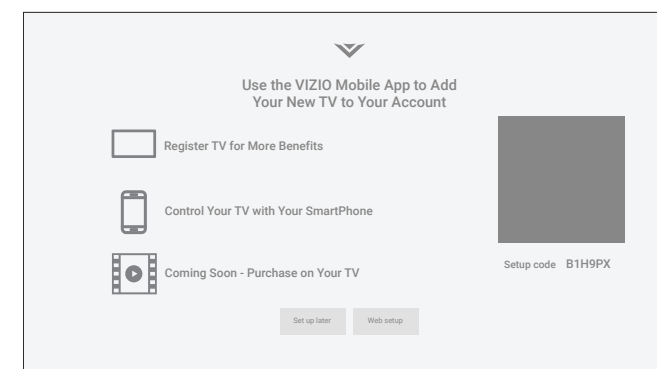 Use the VIZIO Mobile App to Add
Your New TV to Your Account
Register TV for More Benefits
Control Your TV with Your SmartPhone
Coming Soon - Purchase on Your TV
Setup code B1H9PX
Set up later
Web setup